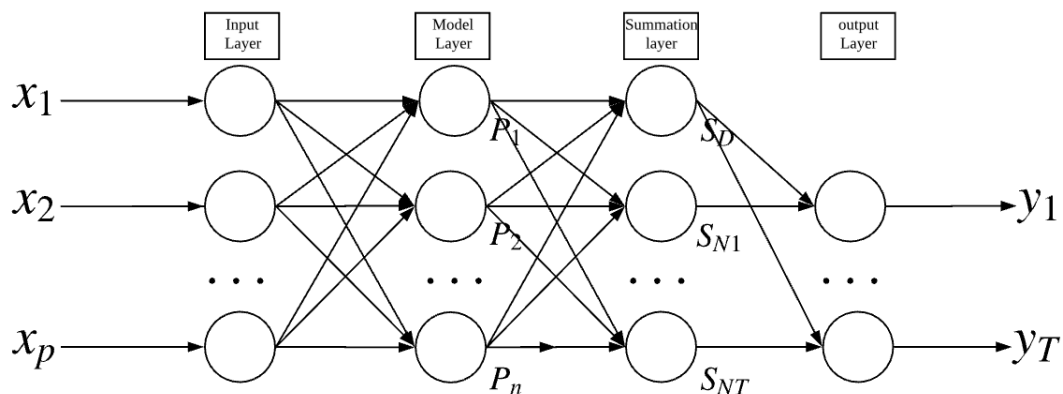 Input
Layer
Model
Layer
Summation
layer
output
Layer
x1
P1
SD
x2
P2
SN1
y1
. . .
. . .
. . .
. . .
xp
Pn
SNT
yT